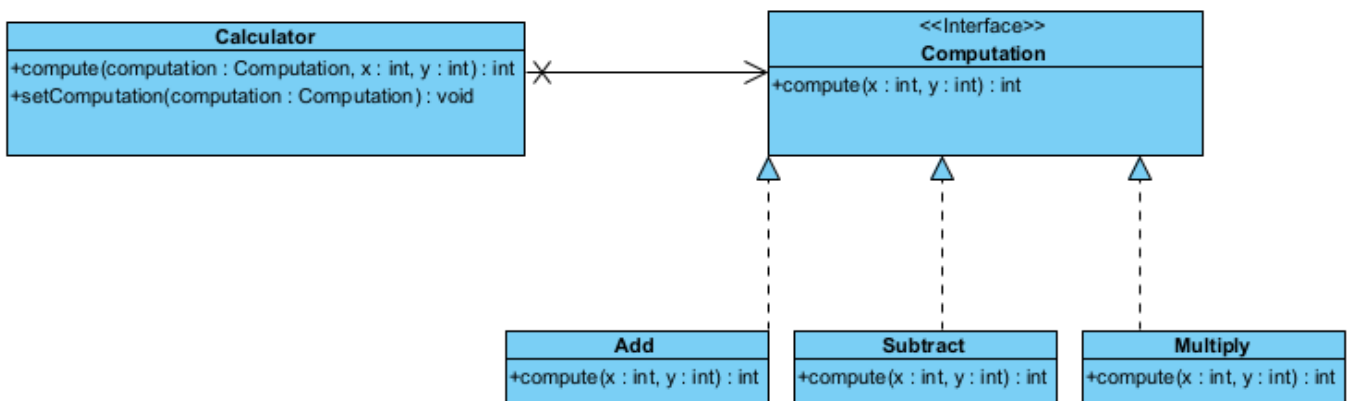 Calculator
+compute(computation : Computation, x : int, y : int) : int
+setComputation(computation : Computation) : void
<<Interface>>
Computation
+compute(x : int, y : int) : int
Add
+compute(x : int, y : int) : int
Subtract
+compute(x : int, y : int) : int
Multiply
+compute(x : int, y : int) : int